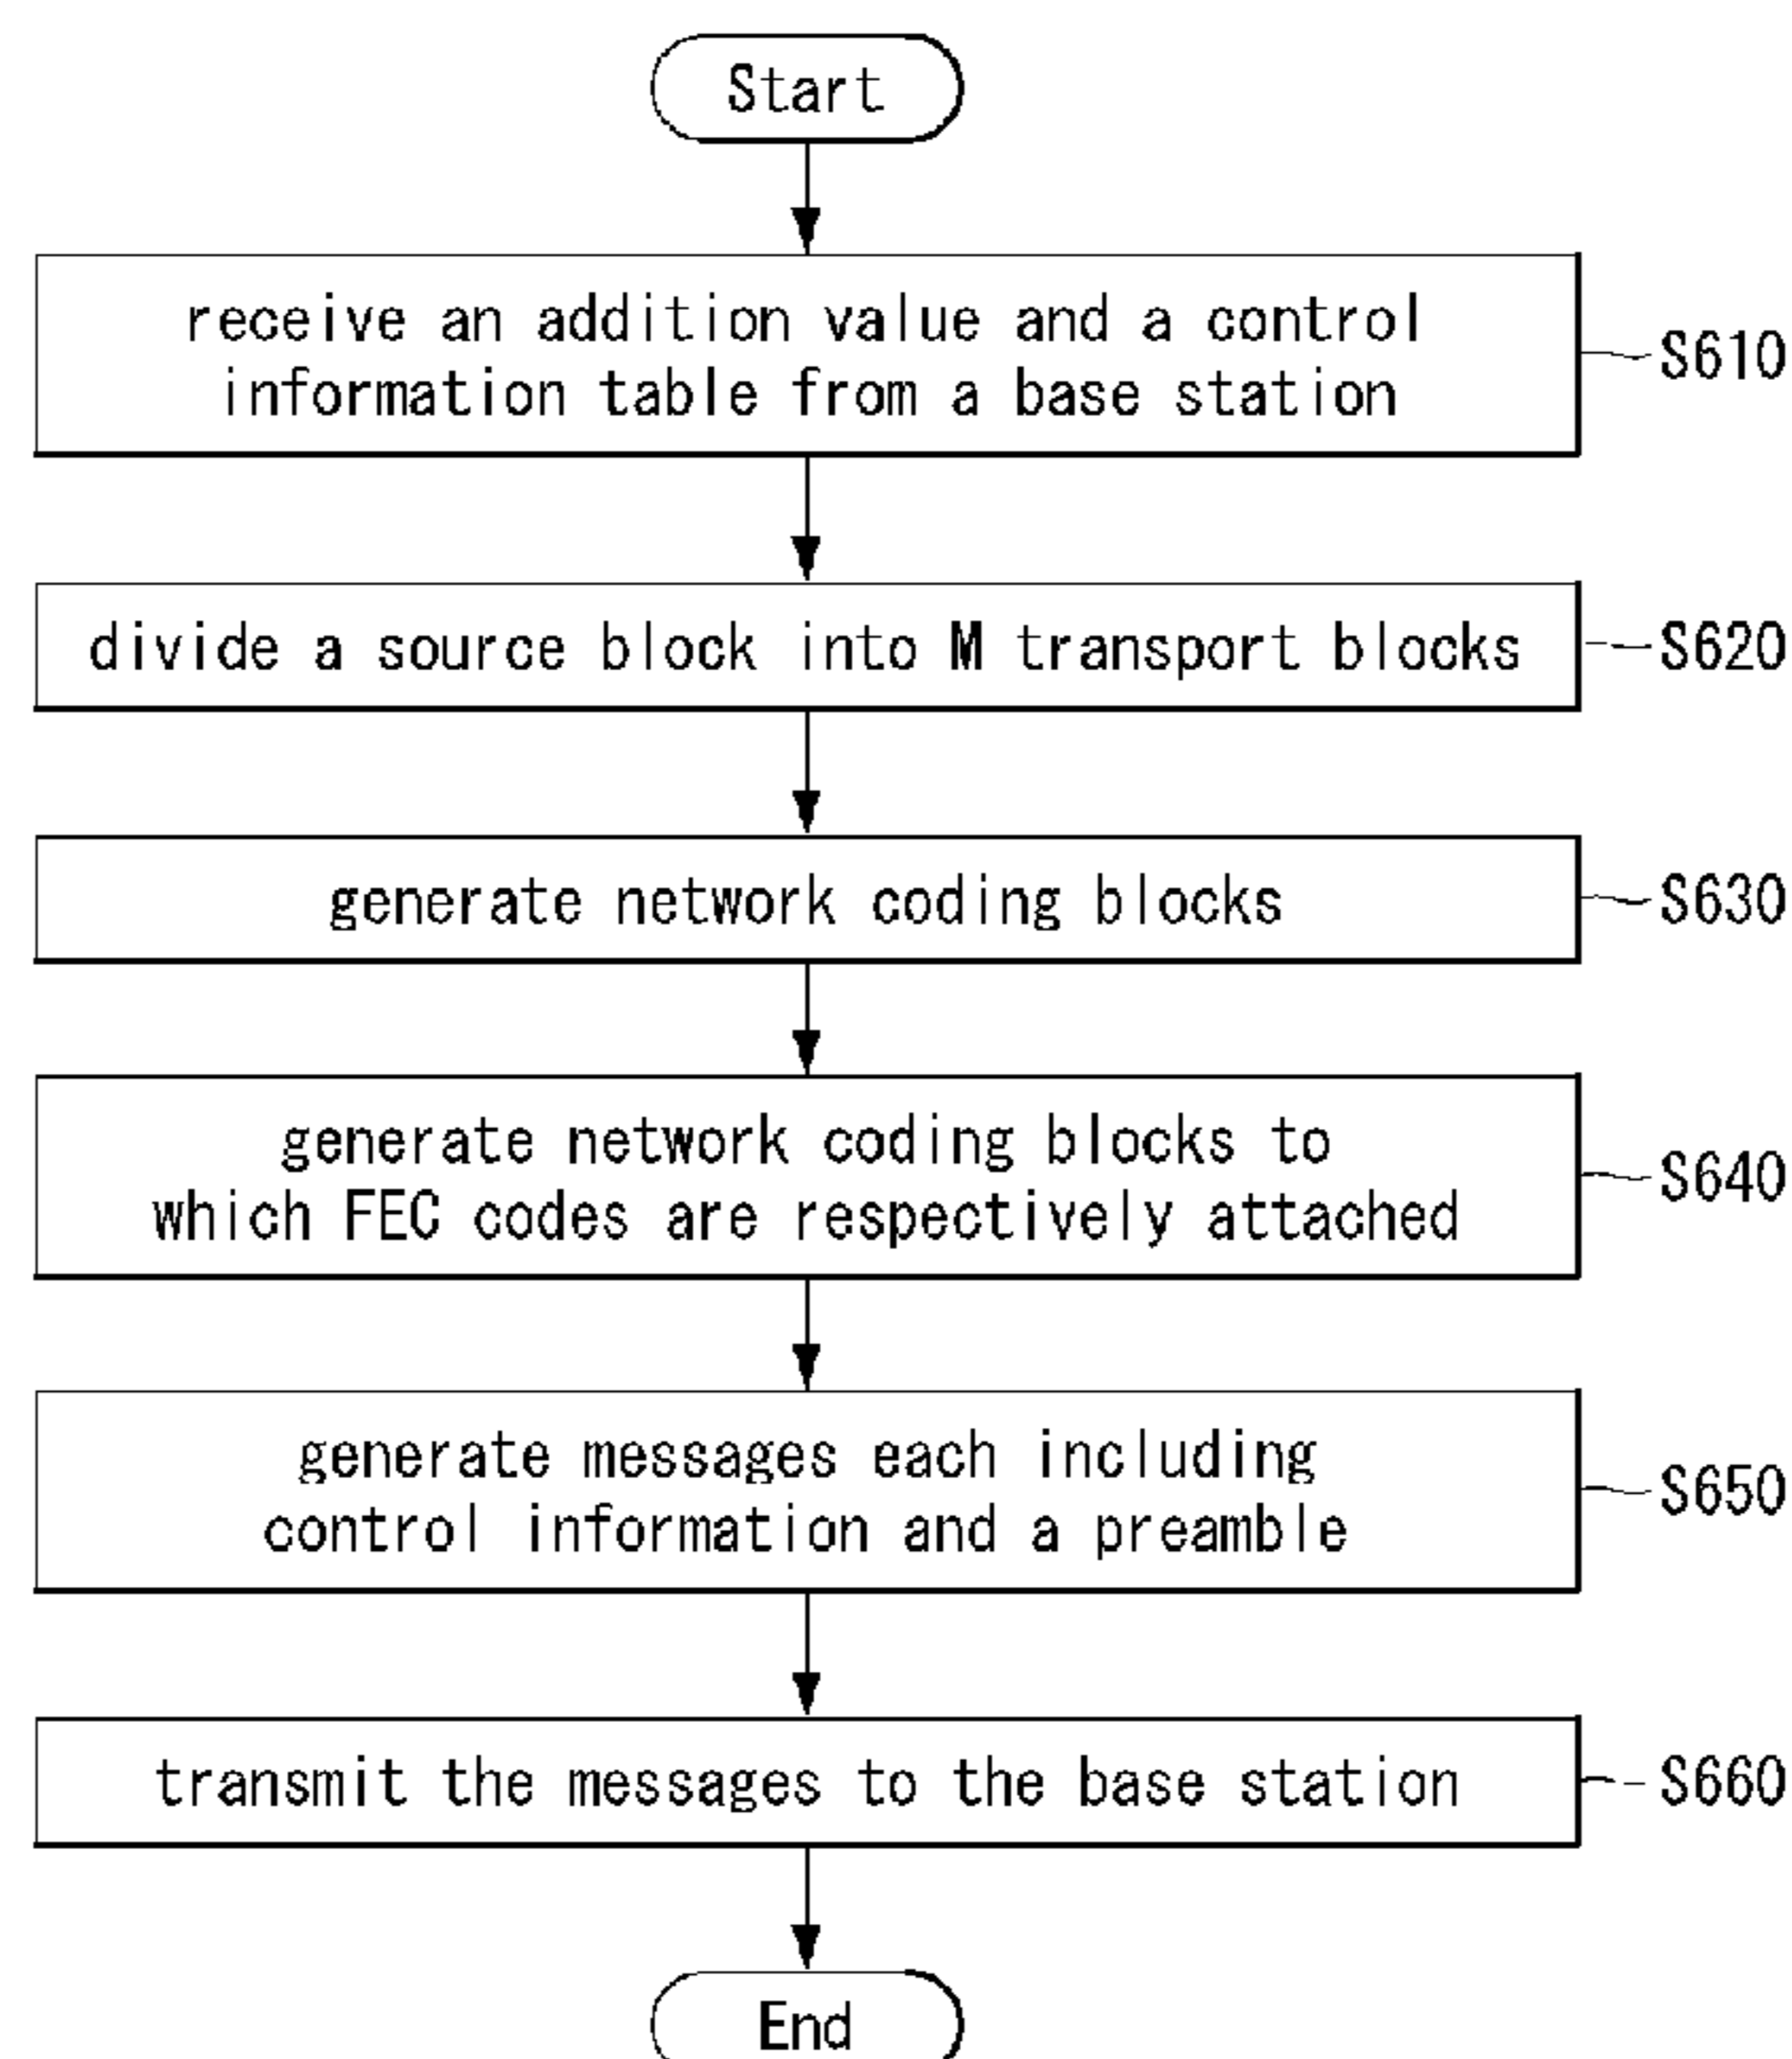 Start
receive an addition value and a control
information table from a base station
S610
divide a source block into M transport blocks
S620
generate network coding blocks
S630
generate network coding blocks to
which FEC codes are respectively attached
S640
generate messages each including
control information and a preamble
S650
transmit the messages to the base station
S660
End